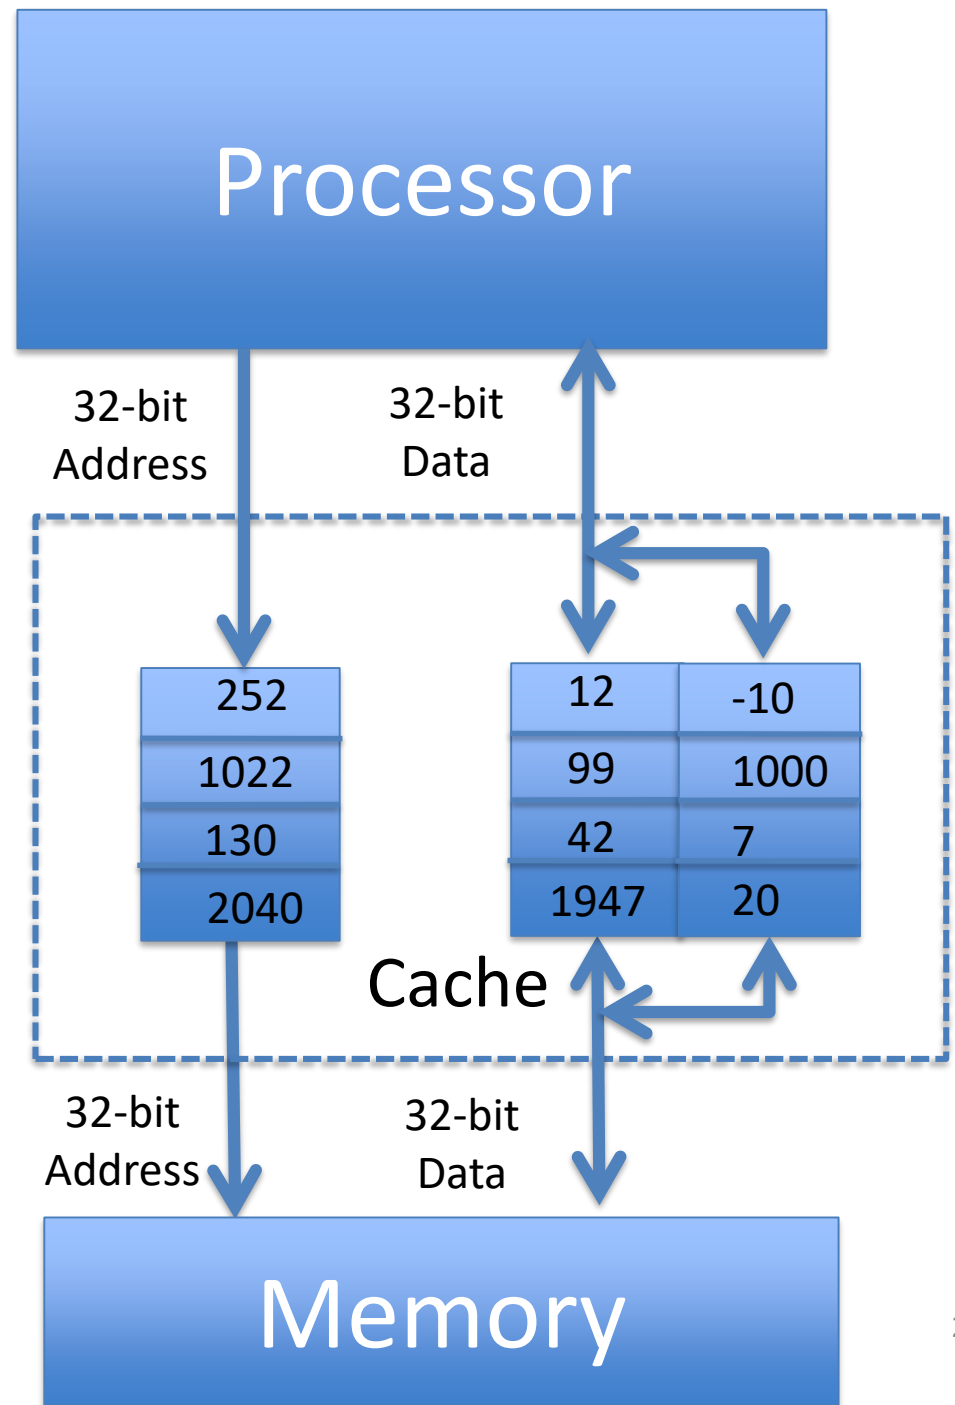 Processor
32-bit
Address
32-bit
Data
252
12
-10
1022
99
1000
130
42
7
2040
1947
20
Cache
32-bit
Address
32-bit
Data
Memory